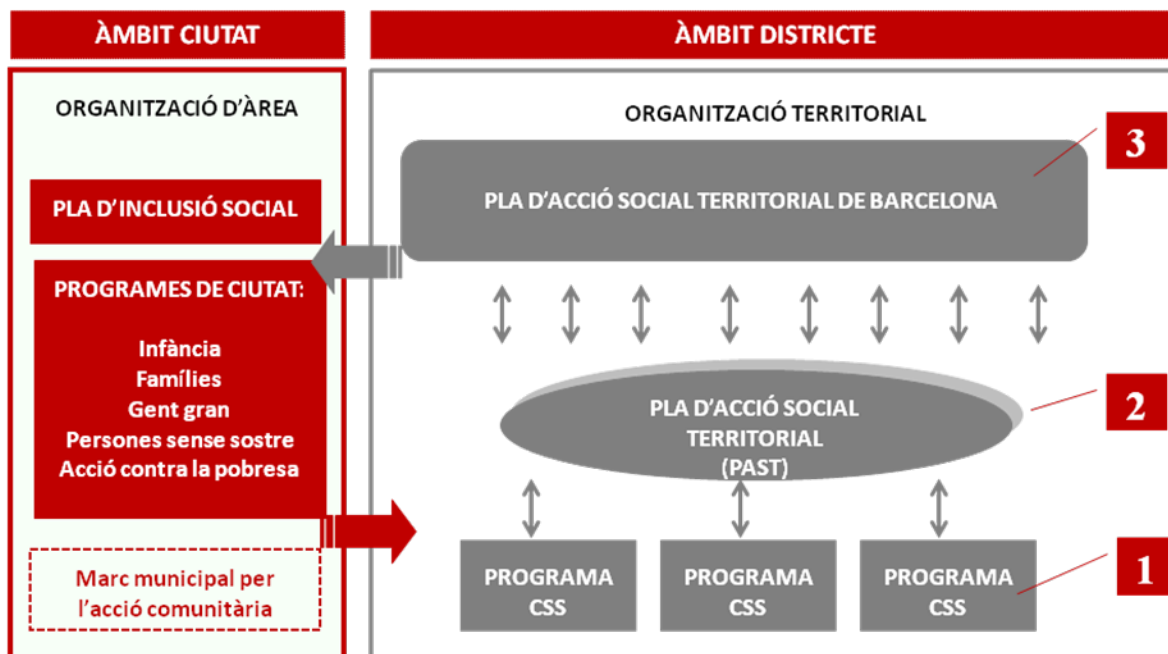 ÀMBIT CIUTAT
ORGANITZACIÓ D'ÀREA
PLA D'INCLUSIÓ SOCIAL
PROGRAMES DE CIUTAT:
Infància
Famílies
Gent gran
Persones sense sostre
Acció contra la pobresa
Marc municipal per
l'acció comunitària
ÀMBIT DISTRICTE
ORGANITZACIÓ TERRITORIAL
PLA D'ACCIÓ SOCIAL TERRITORIAL DE BARCELONA
3
PLA D'ACCIÓ SOCIAL
TERRITORIAL
(PAST)
2
PROGRAMA
CSS
PROGRAMA
CSS
PROGRAMA
CSS
1